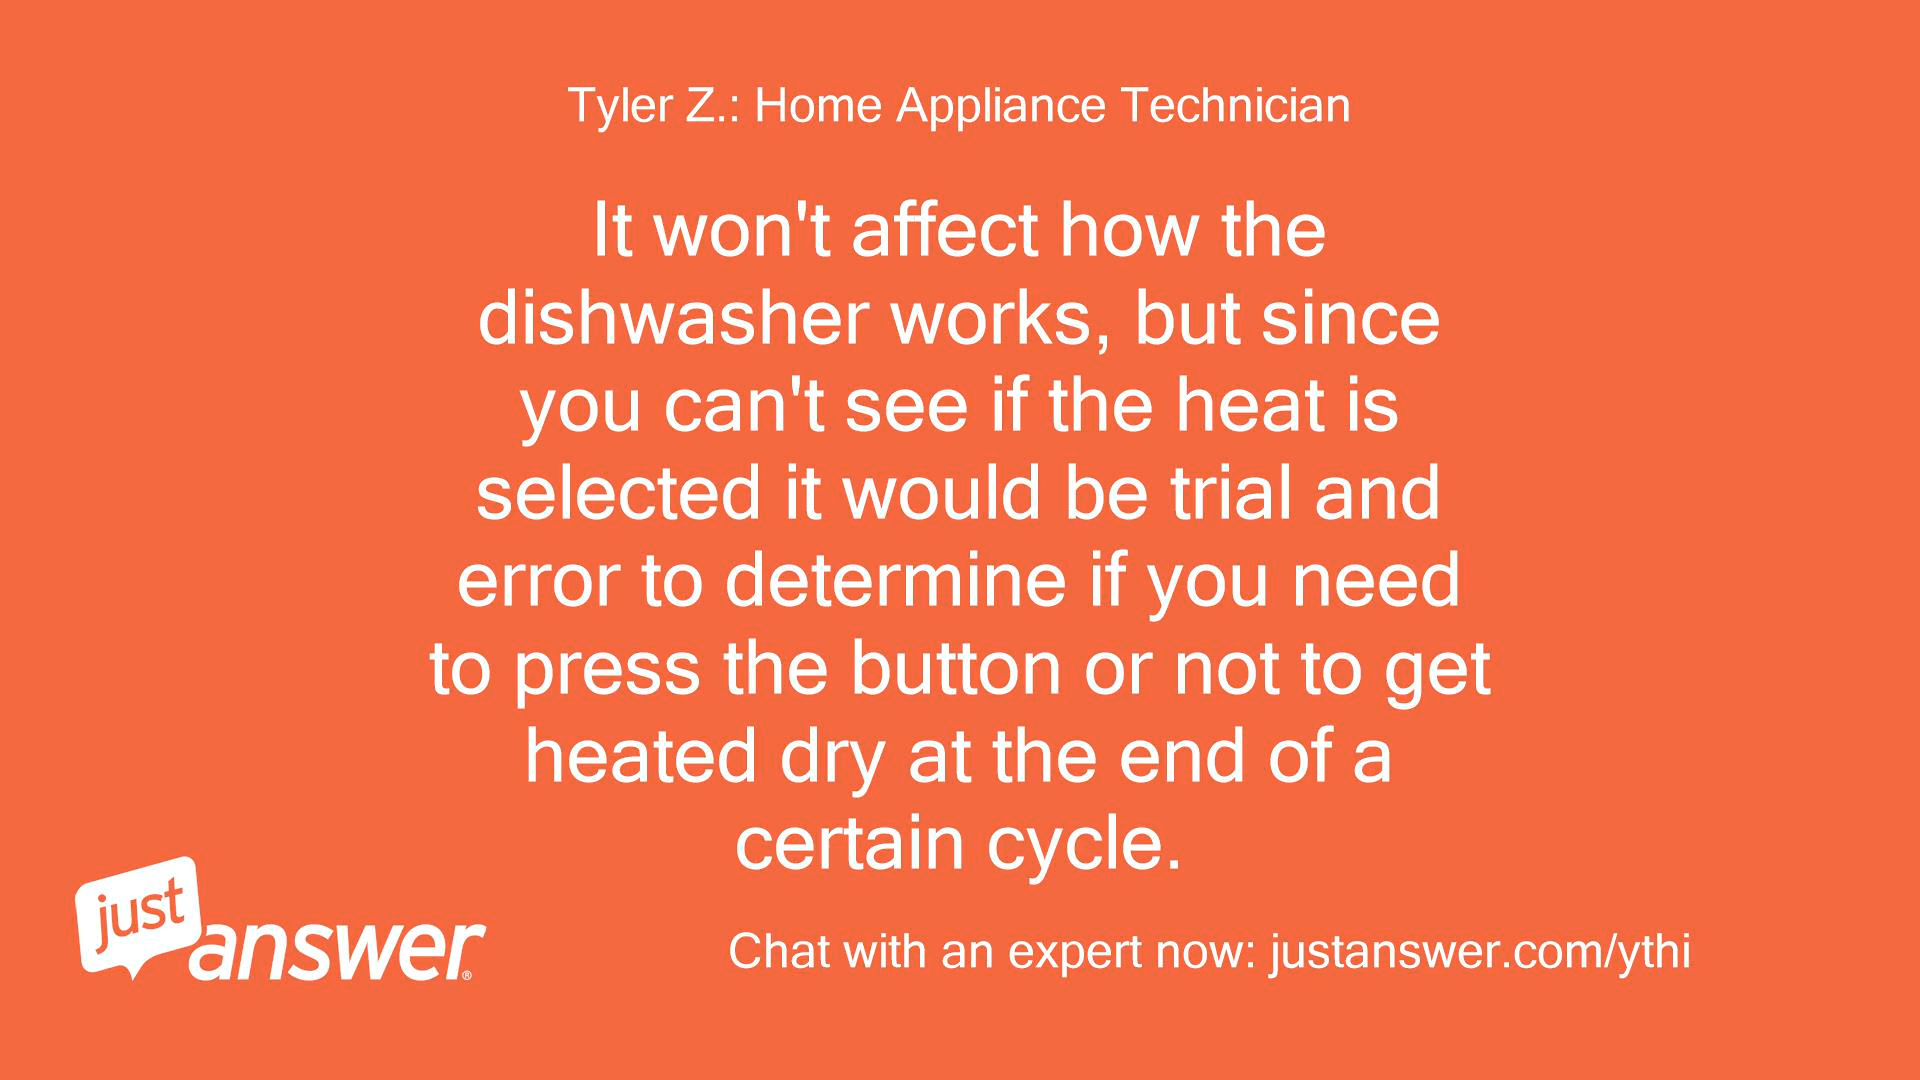 Tyler Z.: Home Appliance Technician
It won't affect how the
dishwasher works, but since
you can't see if the heat is
selected it would be trial and
error to determine if you need
to press the button or not to get
heated dry at the end of a
certain cycle.
just
answer®
Chat with an expert now: justanswer.com/ythi